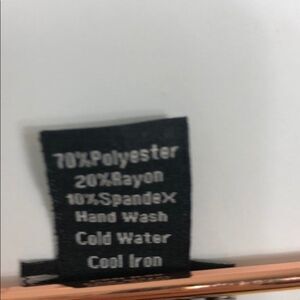 70%Polyester
20%Rayon
10%Spandex
Hand Wash
Cold Water
Cool Iron